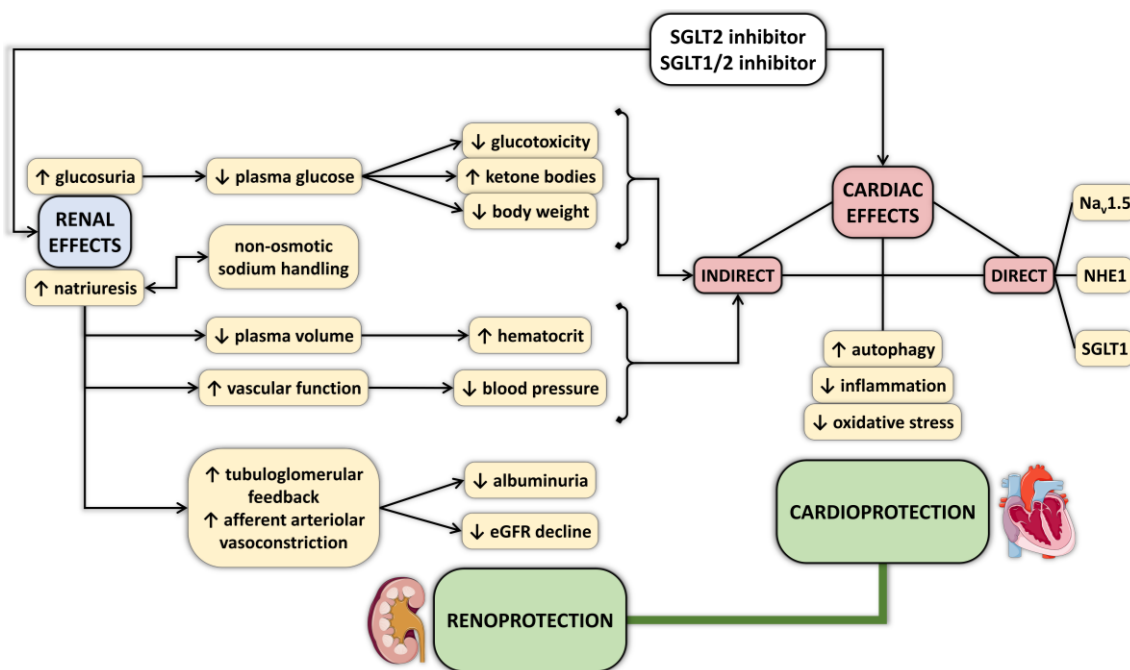 SGLT2 inhibitor
SGLT1/2 inhibitor
↑ glucosuria
↓ plasma glucose
↓ glucotoxicity
↑ ketone bodies
↓ body weight
RENAL
EFFECTS
non-osmotic
sodium handling
↑ natriuresis
↓ plasma volume
↑ hematocrit
↑ vascular function
↓ blood pressure
↑ tubuloglomerular
feedback
↑ afferent arteriolar
vasoconstriction
↓ albuminuria
↓ eGFR decline
CARDIAC
EFFECTS
INDIRECT
DIRECT
Naᵥ1.5
NHE1
SGLT1
↑ autophagy
↓ inflammation
↓ oxidative stress
CARDIOPROTECTION
RENOPROTECTION